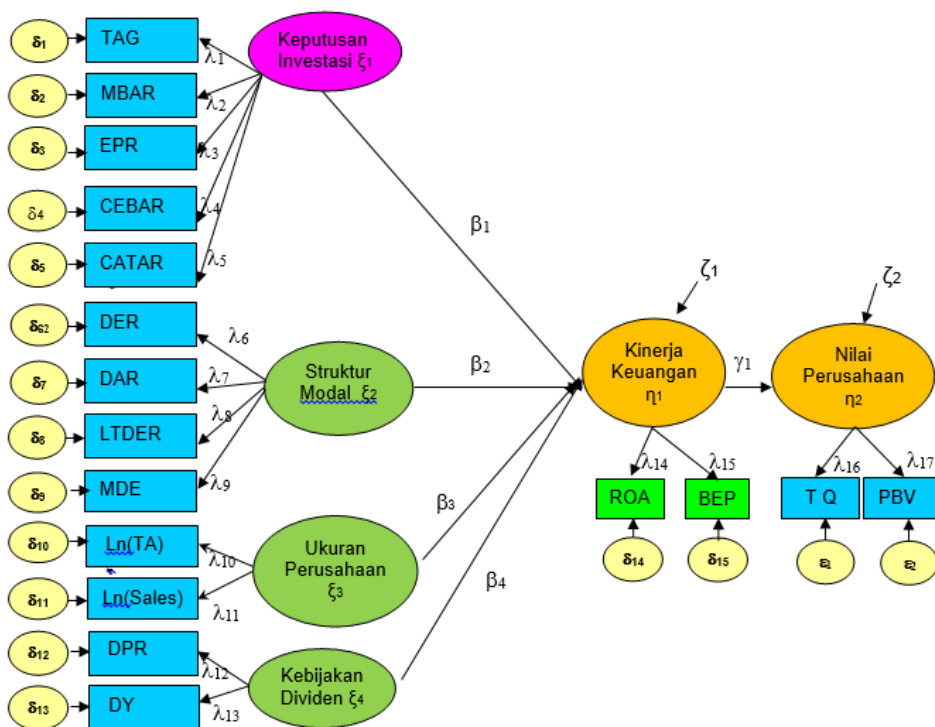 δ1
TAG
λ1
Keputusan
Investasi ξ1
δ2
MBAR
λ2
δ3
EPR
λ3
δ4
CEBAR
λ4
δ5
CATAR
λ5
β1
ζ1
ζ2
δ62
DER
λ6
δ7
DAR
λ7
Struktur
Modal ξ2
β2
Kinerja
Keuangan
η1
γ1
Nilai
Perusahaan
η2
δ8
LTDER
λ8
δ9
MDE
λ9
λ14
λ15
λ16
λ17
ROA
BEP
T Q
PBV
δ14
δ15
ε1
ε2
δ10
Ln(TA)
λ10
Ukuran
Perusahaan
ξ3
β3
δ11
Ln(Sales)
λ11
β4
δ12
DPR
λ12
Kebijakan
Dividen ξ4
δ13
DY
λ13